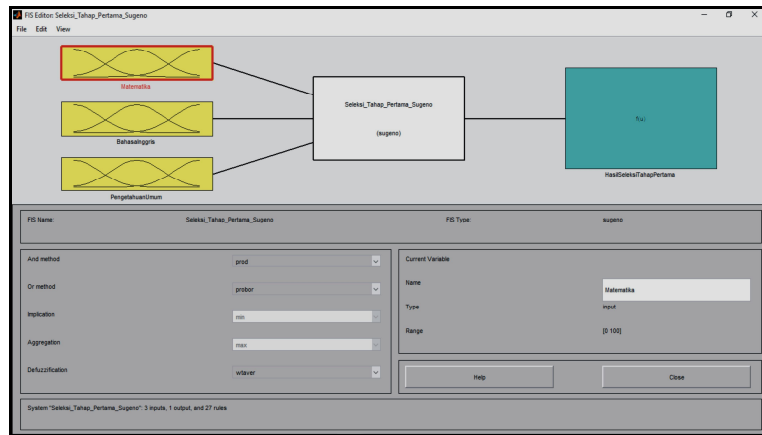 FIS Editor: Seleksi_Tahap_Pertama_Sugeno
File Edit View
Matematika
BahasaInggris
PengetahuanUmum
Seleksi_Tahap_Pertama_Sugeno
(sugeno)
f(u)
HasilSeleksiTahapPertama
FIS Name: Seleksi_Tahap_Pertama_Sugeno FIS Type: sugeno
And method prod
Or method probor
Implication min
Aggregation max
Defuzzification wtaver
Current Variable
Name Matematika
Type input
Range [0 100]
Help Close
System "Seleksi_Tahap_Pertama_Sugeno": 3 inputs, 1 output, and 27 rules